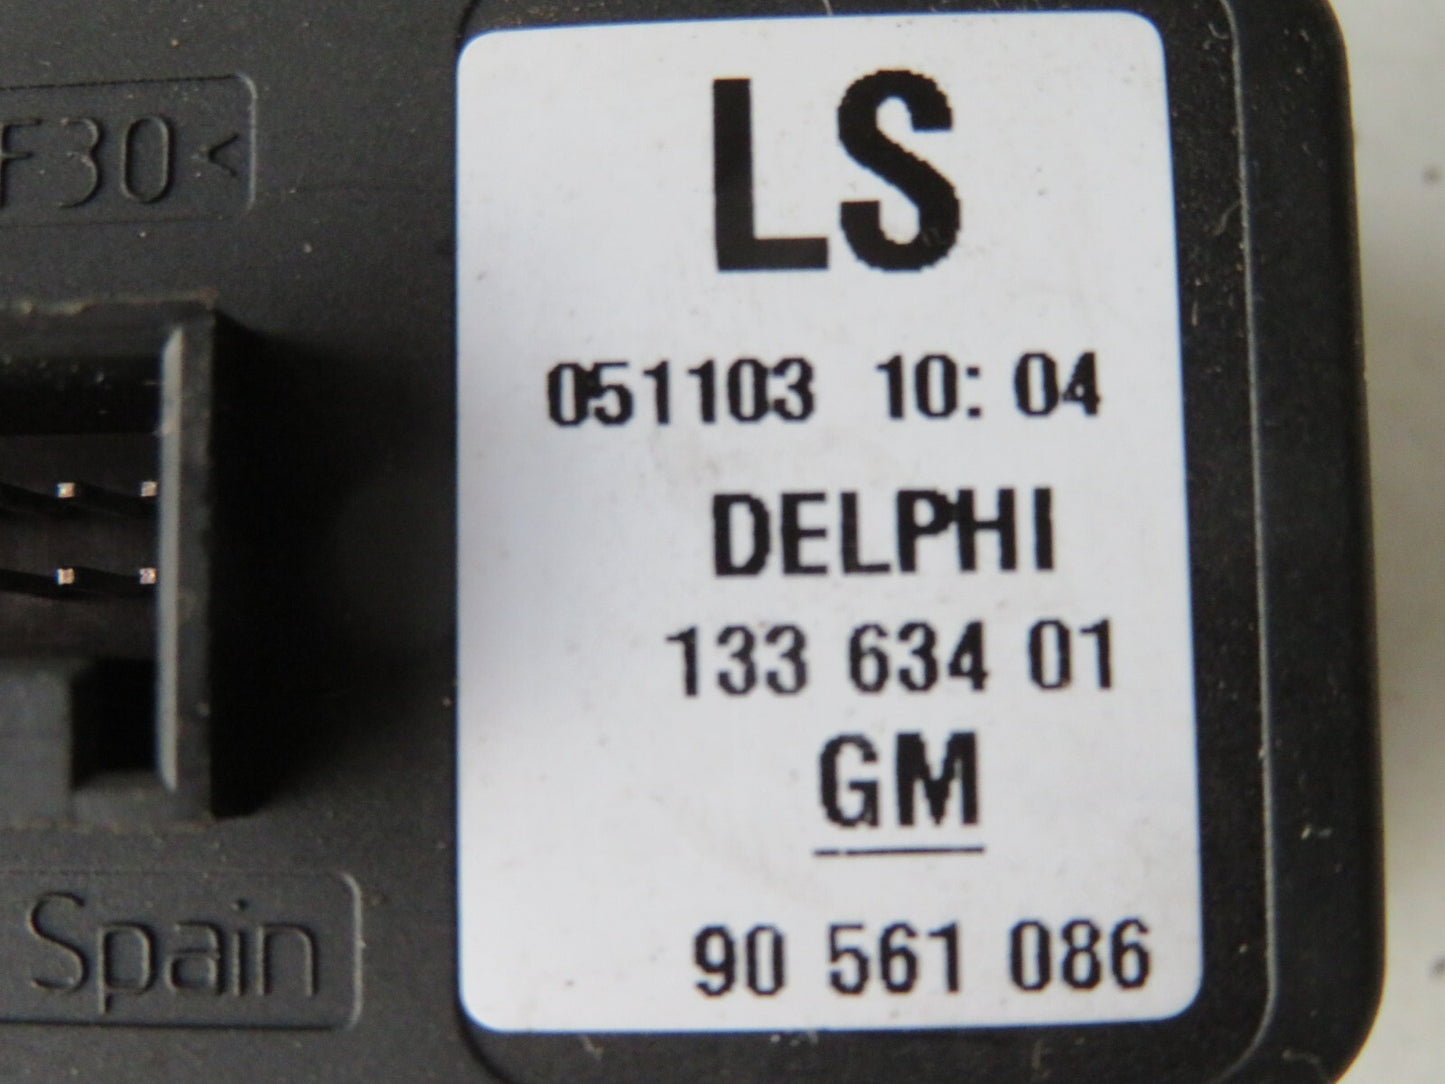 F30<
LS
051103 10:04
DELPHI
133 634 01
GM
90 561 086
Spain